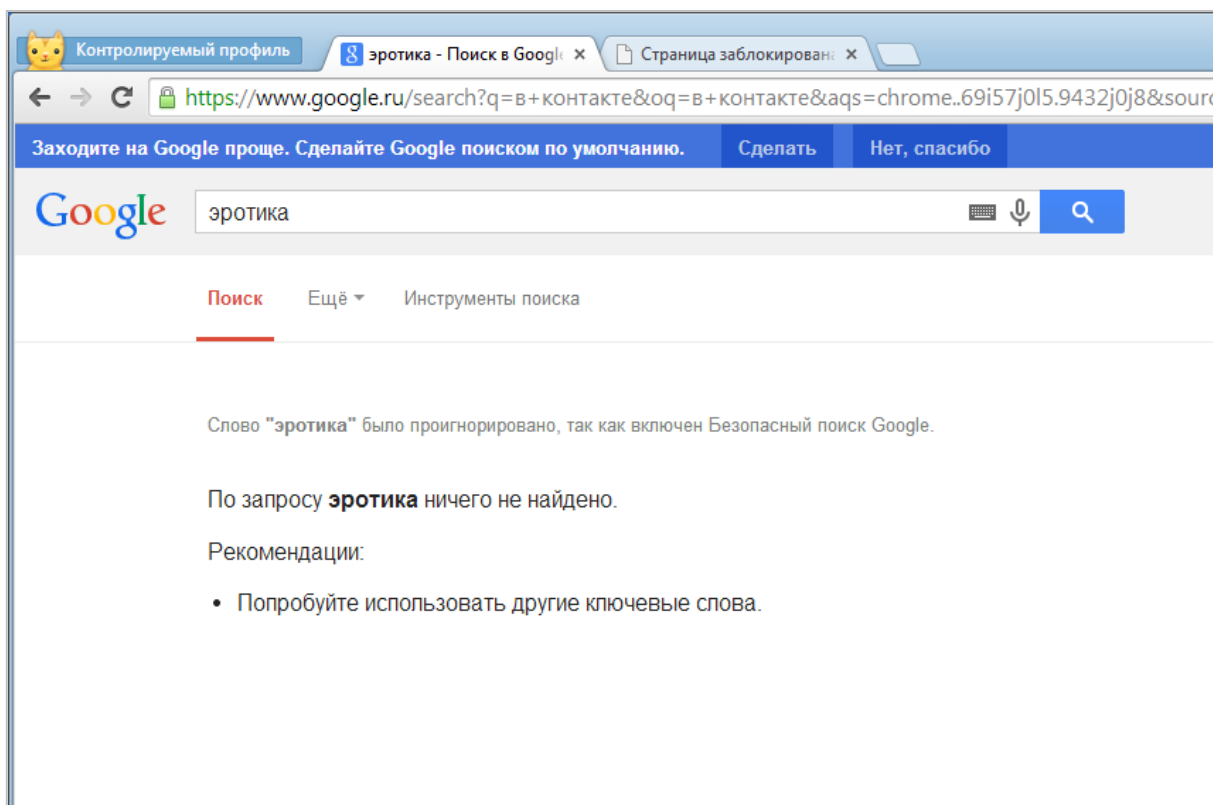 Контролируемый профиль
эротика - Поиск в Google
Страница заблокирована
https://www.google.ru/search?q=в+контакте&oq=в+контакте&aqs=chrome..69i57j0l5.9432j0j8&sourc
Заходите на Google проще. Сделайте Google поиском по умолчанию. Сделать Нет, спасибо
Google эротика
Поиск Ещё Инструменты поиска
Слово "эротика" было проигнорировано, так как включен Безопасный поиск Google.
По запросу эротика ничего не найдено.
Рекомендации:
• Попробуйте использовать другие ключевые слова.